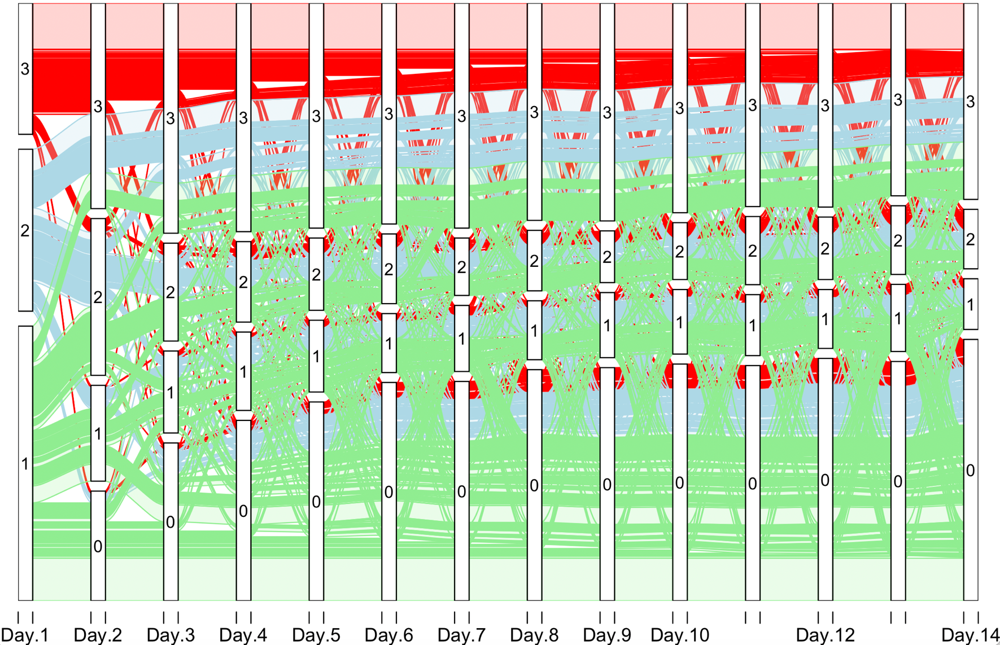 3 3 3 3 3 3 3 3 3 3 3 3 3 3
2 2 2 2 2 2 2 2 2 2 2 2 2 2
1 1 1 1 1 1 1 1 1 1 1 1 1 1
0 0 0 0 0 0 0 0 0 0 0 0 0
Day.1 Day.2 Day.3 Day.4 Day.5 Day.6 Day.7 Day.8 Day.9 Day.10 Day.12 Day.14